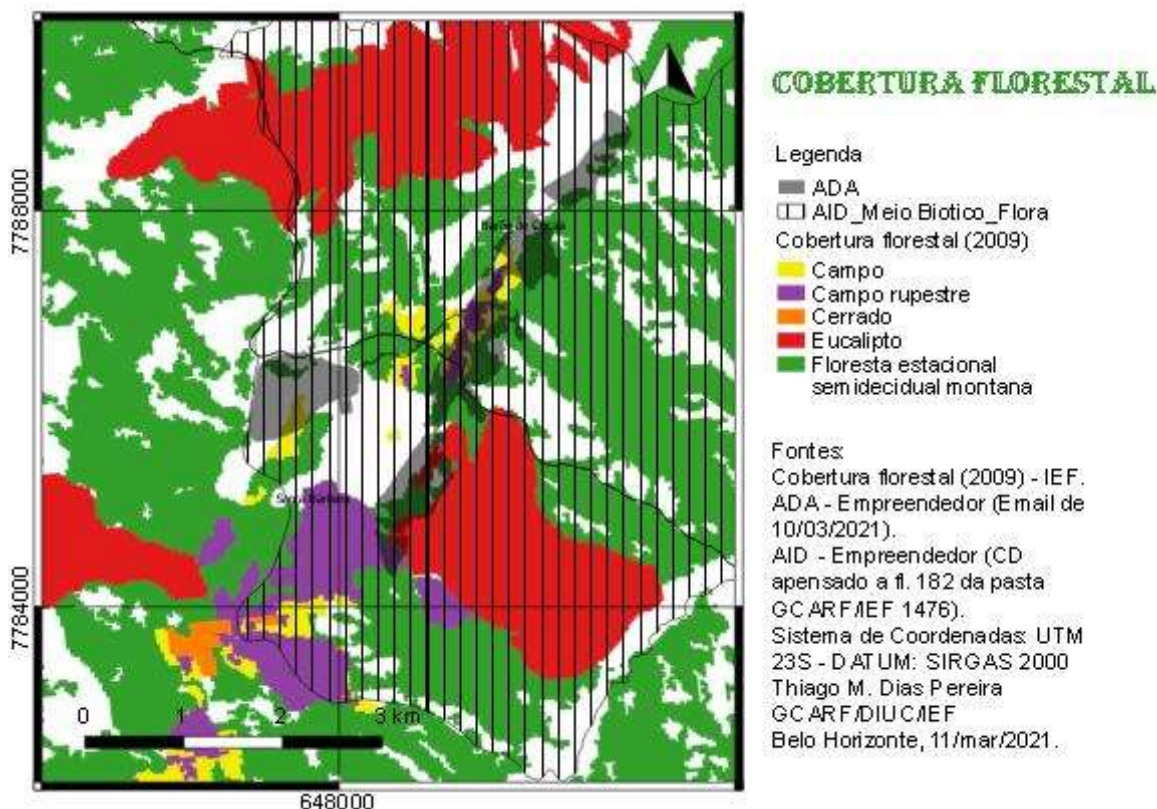 COBERTURA FLORESTAL
Legenda
ADA
AID_Meio Biotico_Flora
Cobertura florestal (2009)
Campo
Campo rupestre
Cerrado
Eucalipto
Floresta estacional
semidecidual montana
Fontes:
Cobertura florestal (2009) - IEF.
ADA - Empreendedor (Email de
10/03/2021).
AID - Empreendedor (CD
apensado a fl. 182 da pasta
GCARF/IEF 1476).
Sistema de Coordenadas: UTM
23S - DATUM: SIRGAS 2000
Thiago M. Dias Pereira
GCARF/DIUC/IEF
Belo Horizonte, 11/mar/2021.
7788000
7784000
648000
0 1 2 3 km